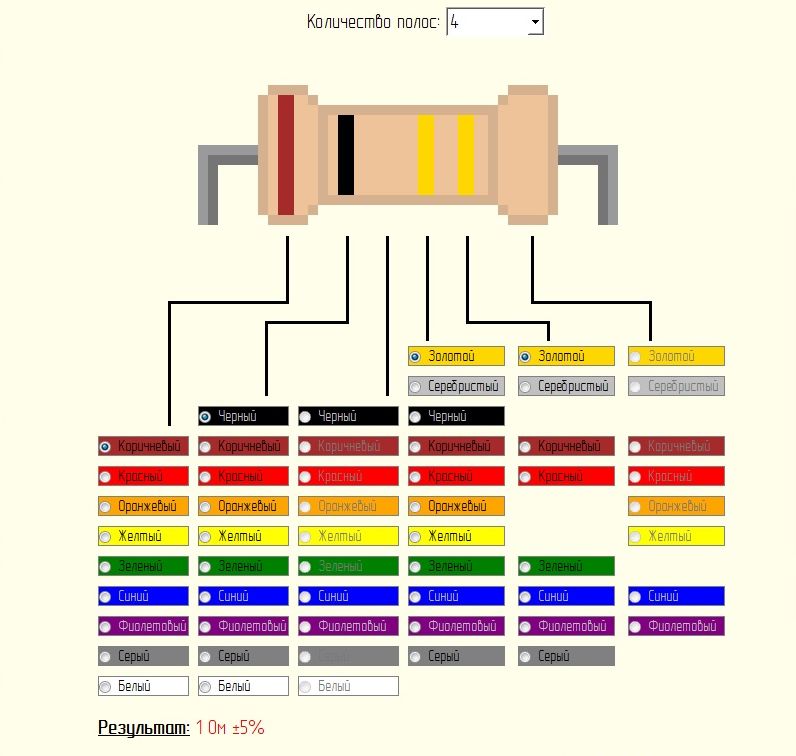 Количество полос: 4
Золотой Золотой Золотой
Серебристый Серебристый Серебристый
Черный Черный Черный
Коричневый Коричневый Коричневый Коричневый Коричневый Коричневый
Красный Красный Красный Красный Красный Красный
Оранжевый Оранжевый Оранжевый Оранжевый Оранжевый
Желтый Желтый Желтый Желтый Желтый
Зеленый Зеленый Зеленый Зеленый Зеленый
Синий Синий Синий Синий Синий Синий
Фиолетовый Фиолетовый Фиолетовый Фиолетовый Фиолетовый Фиолетовый
Серый Серый Серый Серый
Белый Белый Белый
Результат: 1 Ом ±5%